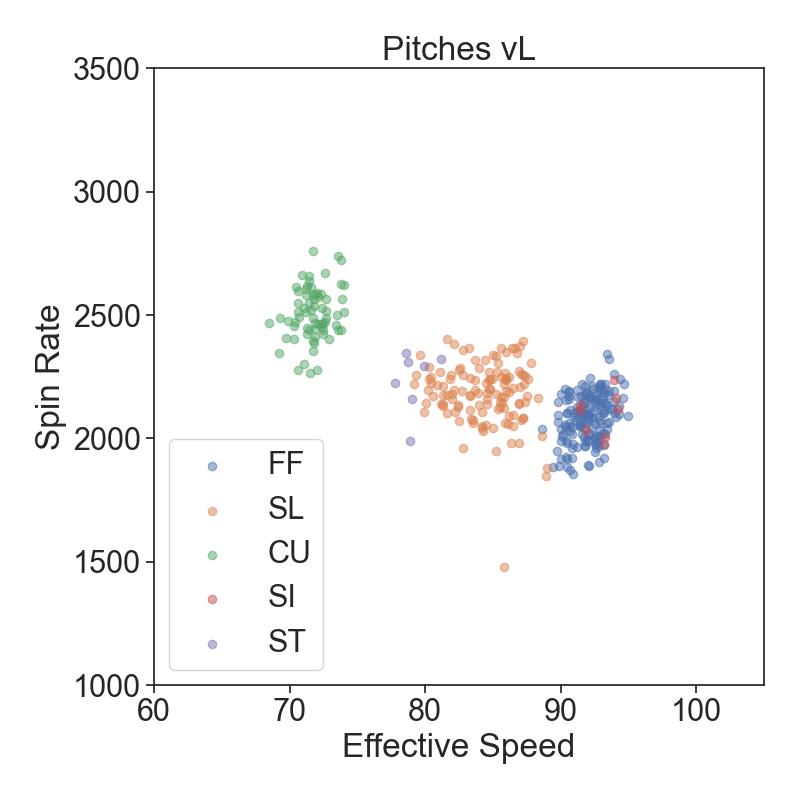 Pitches vL
3500
3000
2500
2000
1500
1000
Spin Rate
FF
SL
CU
SI
ST
60 70 80 90 100
Effective Speed